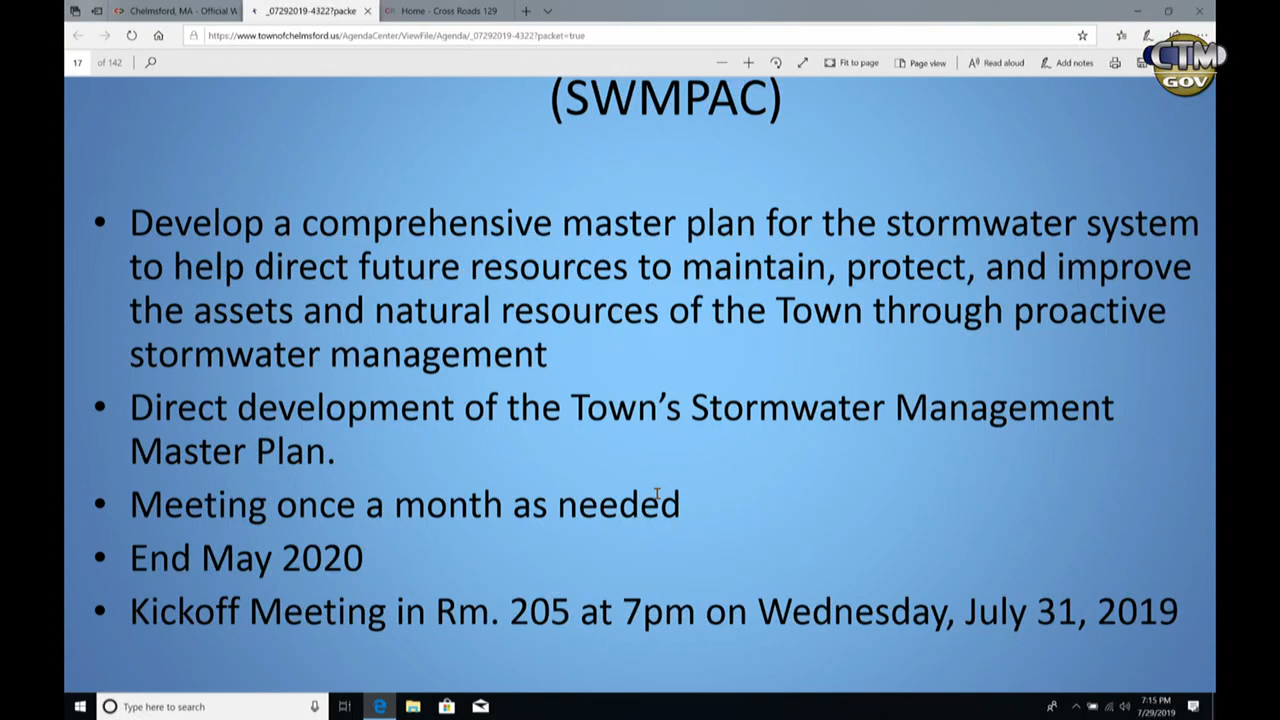 Chelmsford, MA - Official W
_07292019-4322?packe
Home - Cross Roads 129
https://www.townofchelmsford.us/AgendaCenter/ViewFile/Agenda/_07292019-4322?packet=true
17 of 142
Fit to page
Page view
Read aloud
Add notes
CTM
GOV
(SWMPAC)
• Develop a comprehensive master plan for the stormwater system
to help direct future resources to maintain, protect, and improve
the assets and natural resources of the Town through proactive
stormwater management
• Direct development of the Town’s Stormwater Management
Master Plan.
• Meeting once a month as needed
• End May 2020
• Kickoff Meeting in Rm. 205 at 7pm on Wednesday, July 31, 2019
Type here to search
7:15 PM
7/29/2019